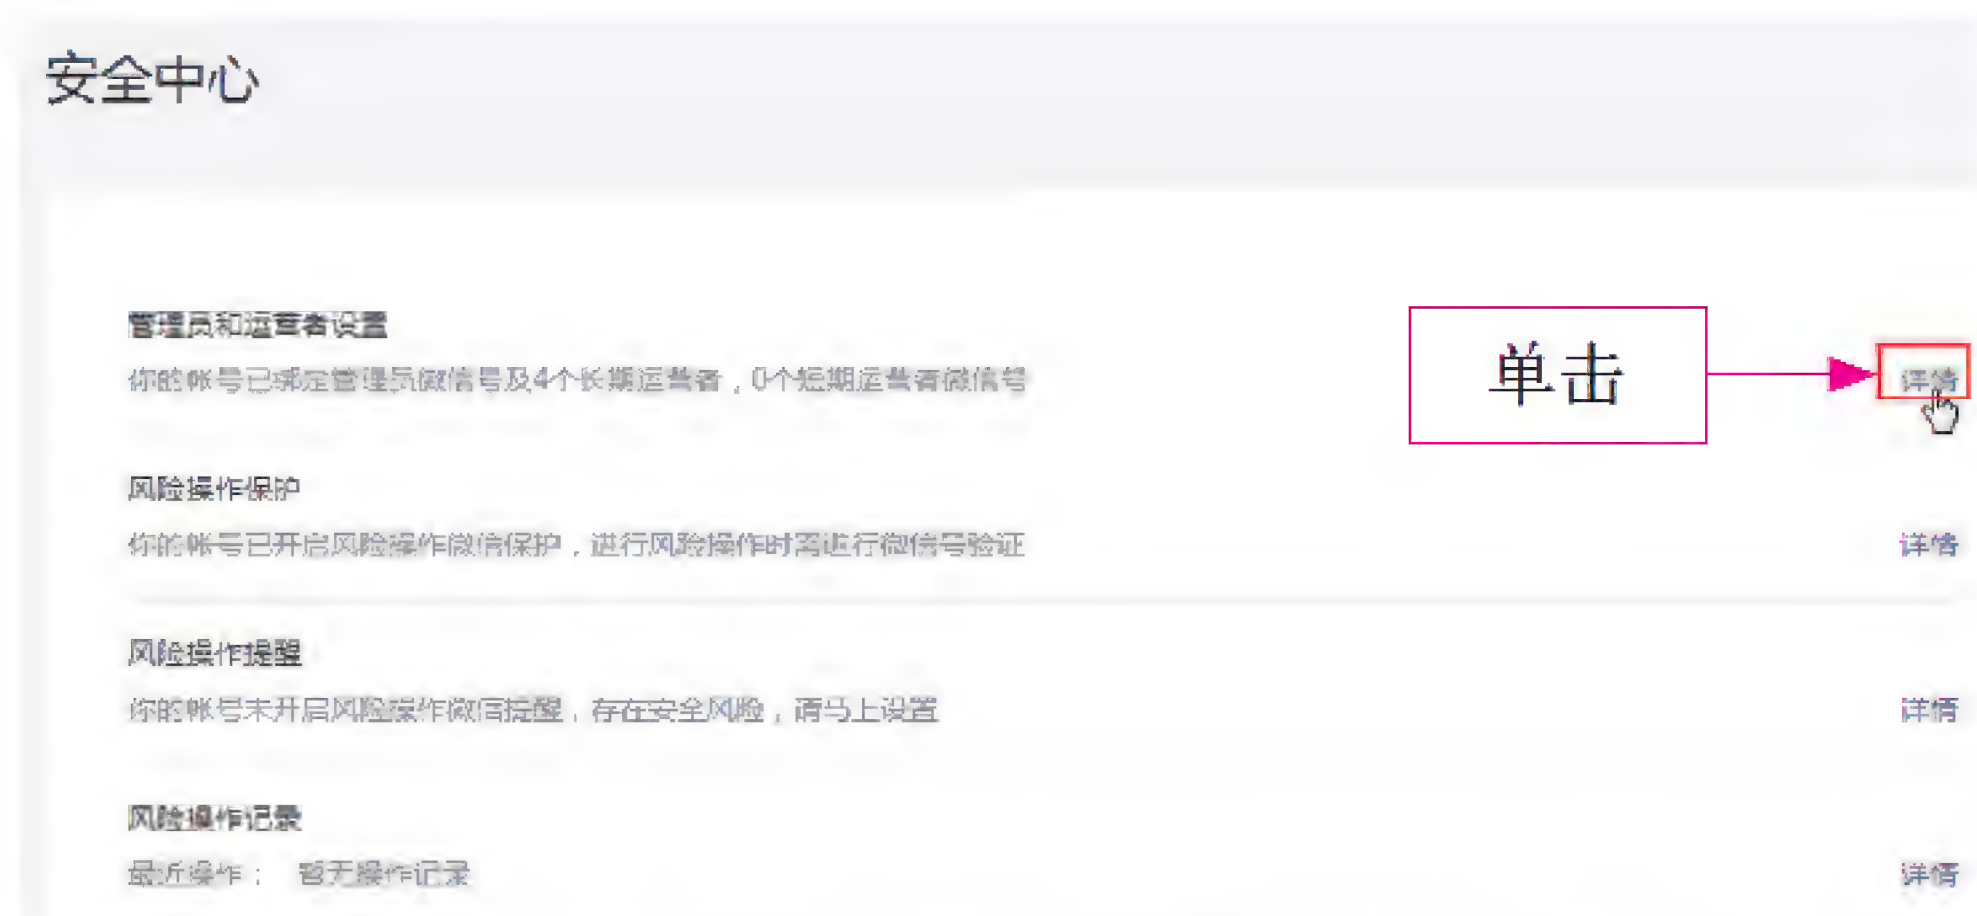 安全中心
管理员和运营者设置
你的帐号已绑定管理员微信号及4个长期运营者，0个短期运营者微信号
单击
详情
风险操作保护
你的帐号已开启风险操作微信保护，进行风险操作时需进行微信号验证
详情
风险操作提醒
你的帐号未开启风险操作微信提醒，存在安全风险，请马上设置
详情
风险操作记录
最近操作： 暂无操作记录
详情